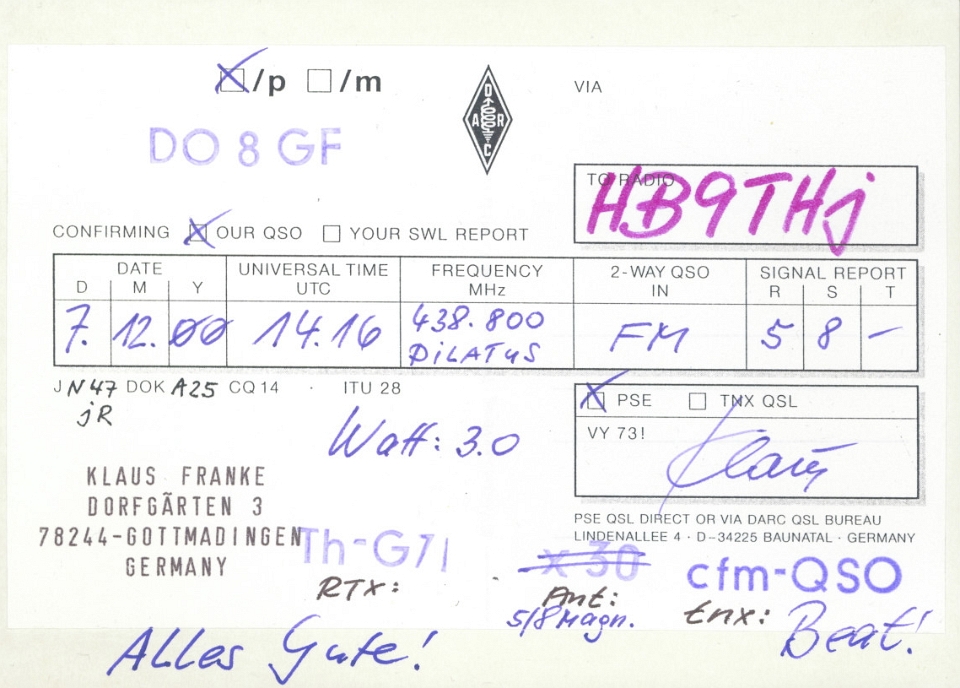 /p /m
VIA
DARC
DO 8 GF
TO RADIO
HB9THj
CONFIRMING OUR QSO YOUR SWL REPORT
DATE UNIVERSAL TIME FREQUENCY 2-WAY QSO SIGNAL REPORT
D M Y UTC MHz IN R S T
7. 12. 00 14.16 438.800 FM 5 8 –
PiLATUS
JN47 DOK A25 CQ 14 · ITU 28
jR
PSE TNX QSL
VY 73!
Klaus
Watt: 3.0
KLAUS FRANKE
DORFGÃRTEN 3
78244-GOTTMADINGEN
GERMANY
PSE QSL DIRECT OR VIA DARC QSL BUREAU
LINDENALLEE 4 · D-34225 BAUNATAL · GERMANY
Th-G71
RTX:
x 30
Ant:
5/8 Magn.
cfm-QSO
tnx: Beat!
Alles Gute!